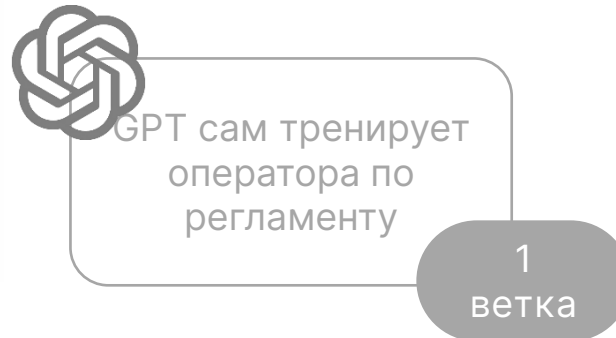 GPT сам тренирует
оператора по
регламенту
1
ветка